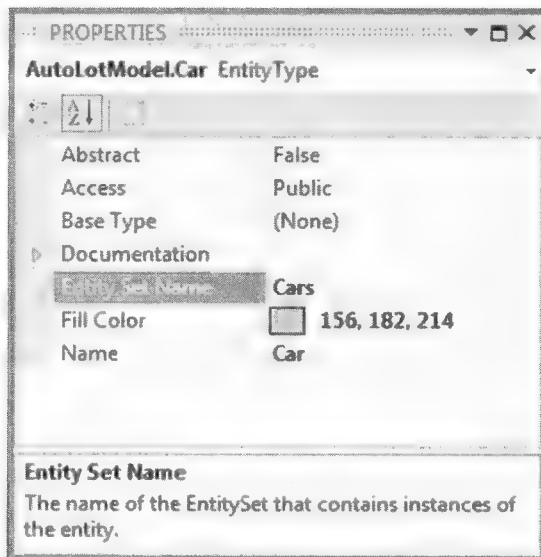 PROPERTIES
AutoLotModel.Car EntityType
A
Z
Abstract False
Access Public
Base Type (None)
Documentation
Entity Set Name Cars
Fill Color 156, 182, 214
Name Car
Entity Set Name
The name of the EntitySet that contains instances of
the entity.